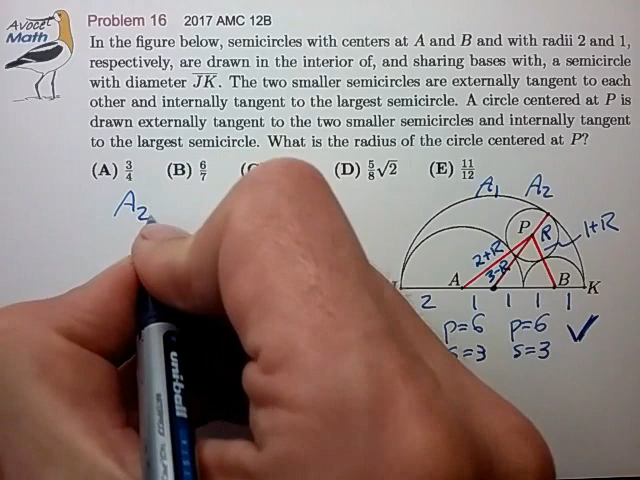 Avocet
Math
Problem 16 2017 AMC 12B
In the figure below, semicircles with centers at A and B and with radii 2 and 1,
respectively, are drawn in the interior of, and sharing bases with, a semicircle
with diameter JK. The two smaller semicircles are externally tangent to each
other and internally tangent to the largest semicircle. A circle centered at P is
drawn externally tangent to the two smaller semicircles and internally tangent
to the largest semicircle. What is the radius of the circle centered at P?
(A) 3/4 (B) 6/7 (D) 5/8√2 (E) 11/12
A₂ A₁ A₂
P R 1+R
2+R 3-R
A B K
2 1 1 1 1
p=6 p=6 ✓
s=3 s=3
uni-ball